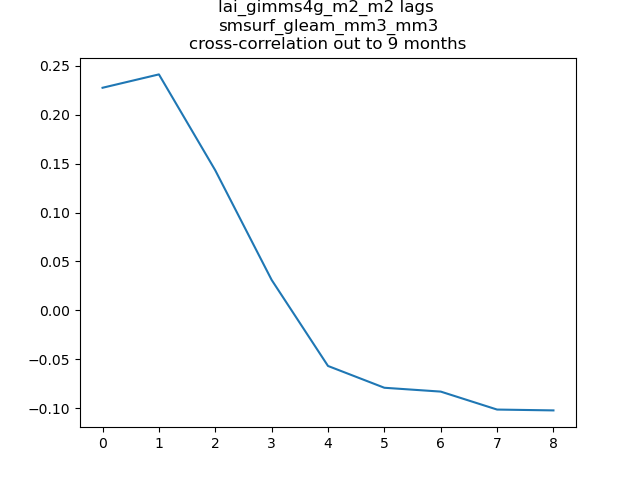 lai_gimms4g_m2_m2 lags
smsurf_gleam_mm3_mm3
cross-correlation out to 9 months
0.25
0.20
0.15
0.10
0.05
0.00
−0.05
−0.10
0 1 2 3 4 5 6 7 8